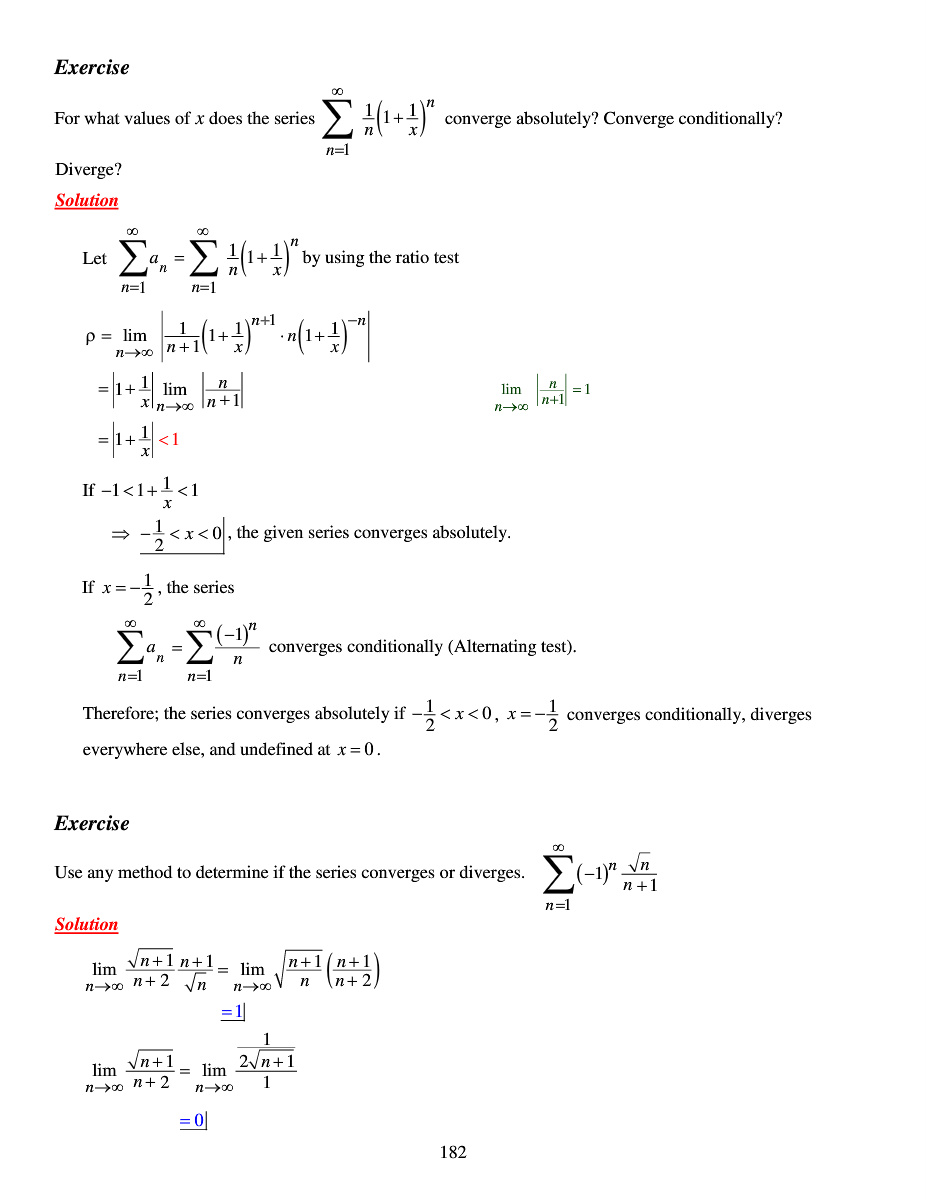 Exercise
For what values of x does the series $\sum_{n=1}^{\infty} \frac{1}{n}\left(1+\frac{1}{x}\right)^n$ converge absolutely? Converge conditionally?
Diverge?
Solution
Let $\sum_{n=1}^{\infty} a_n = \sum_{n=1}^{\infty} \frac{1}{n}\left(1+\frac{1}{x}\right)^n$ by using the ratio test
$\rho = \lim_{n\to\infty} \left|\frac{1}{n+1}\left(1+\frac{1}{x}\right)^{n+1} \cdot n\left(1+\frac{1}{x}\right)^{-n}\right|$
$= \left|1+\frac{1}{x}\right| \lim_{n\to\infty} \left|\frac{n}{n+1}\right|$ $\lim_{n\to\infty} \left|\frac{n}{n+1}\right| = 1$
$= \left|1+\frac{1}{x}\right| < 1$
If $-1 < 1+\frac{1}{x} < 1$
$\Rightarrow \underline{-\frac{1}{2} < x < 0|}$, the given series converges absolutely.
If $x = -\frac{1}{2}$, the series
$\sum_{n=1}^{\infty} a_n = \sum_{n=1}^{\infty} \frac{(-1)^n}{n}$ converges conditionally (Alternating test).
Therefore; the series converges absolutely if $-\frac{1}{2} < x < 0$, $x = -\frac{1}{2}$ converges conditionally, diverges
everywhere else, and undefined at $x = 0$.
Exercise
Use any method to determine if the series converges or diverges. $\sum_{n=1}^{\infty} (-1)^n \frac{\sqrt{n}}{n+1}$
Solution
$\lim_{n\to\infty} \frac{\sqrt{n+1}}{n+2} \frac{n+1}{\sqrt{n}} = \lim_{n\to\infty} \sqrt{\frac{n+1}{n}} \left(\frac{n+1}{n+2}\right)$
$\underline{=1|}$
$\lim_{n\to\infty} \frac{\sqrt{n+1}}{n+2} = \lim_{n\to\infty} \frac{\frac{1}{2\sqrt{n+1}}}{1}$
$\underline{=0|}$
182